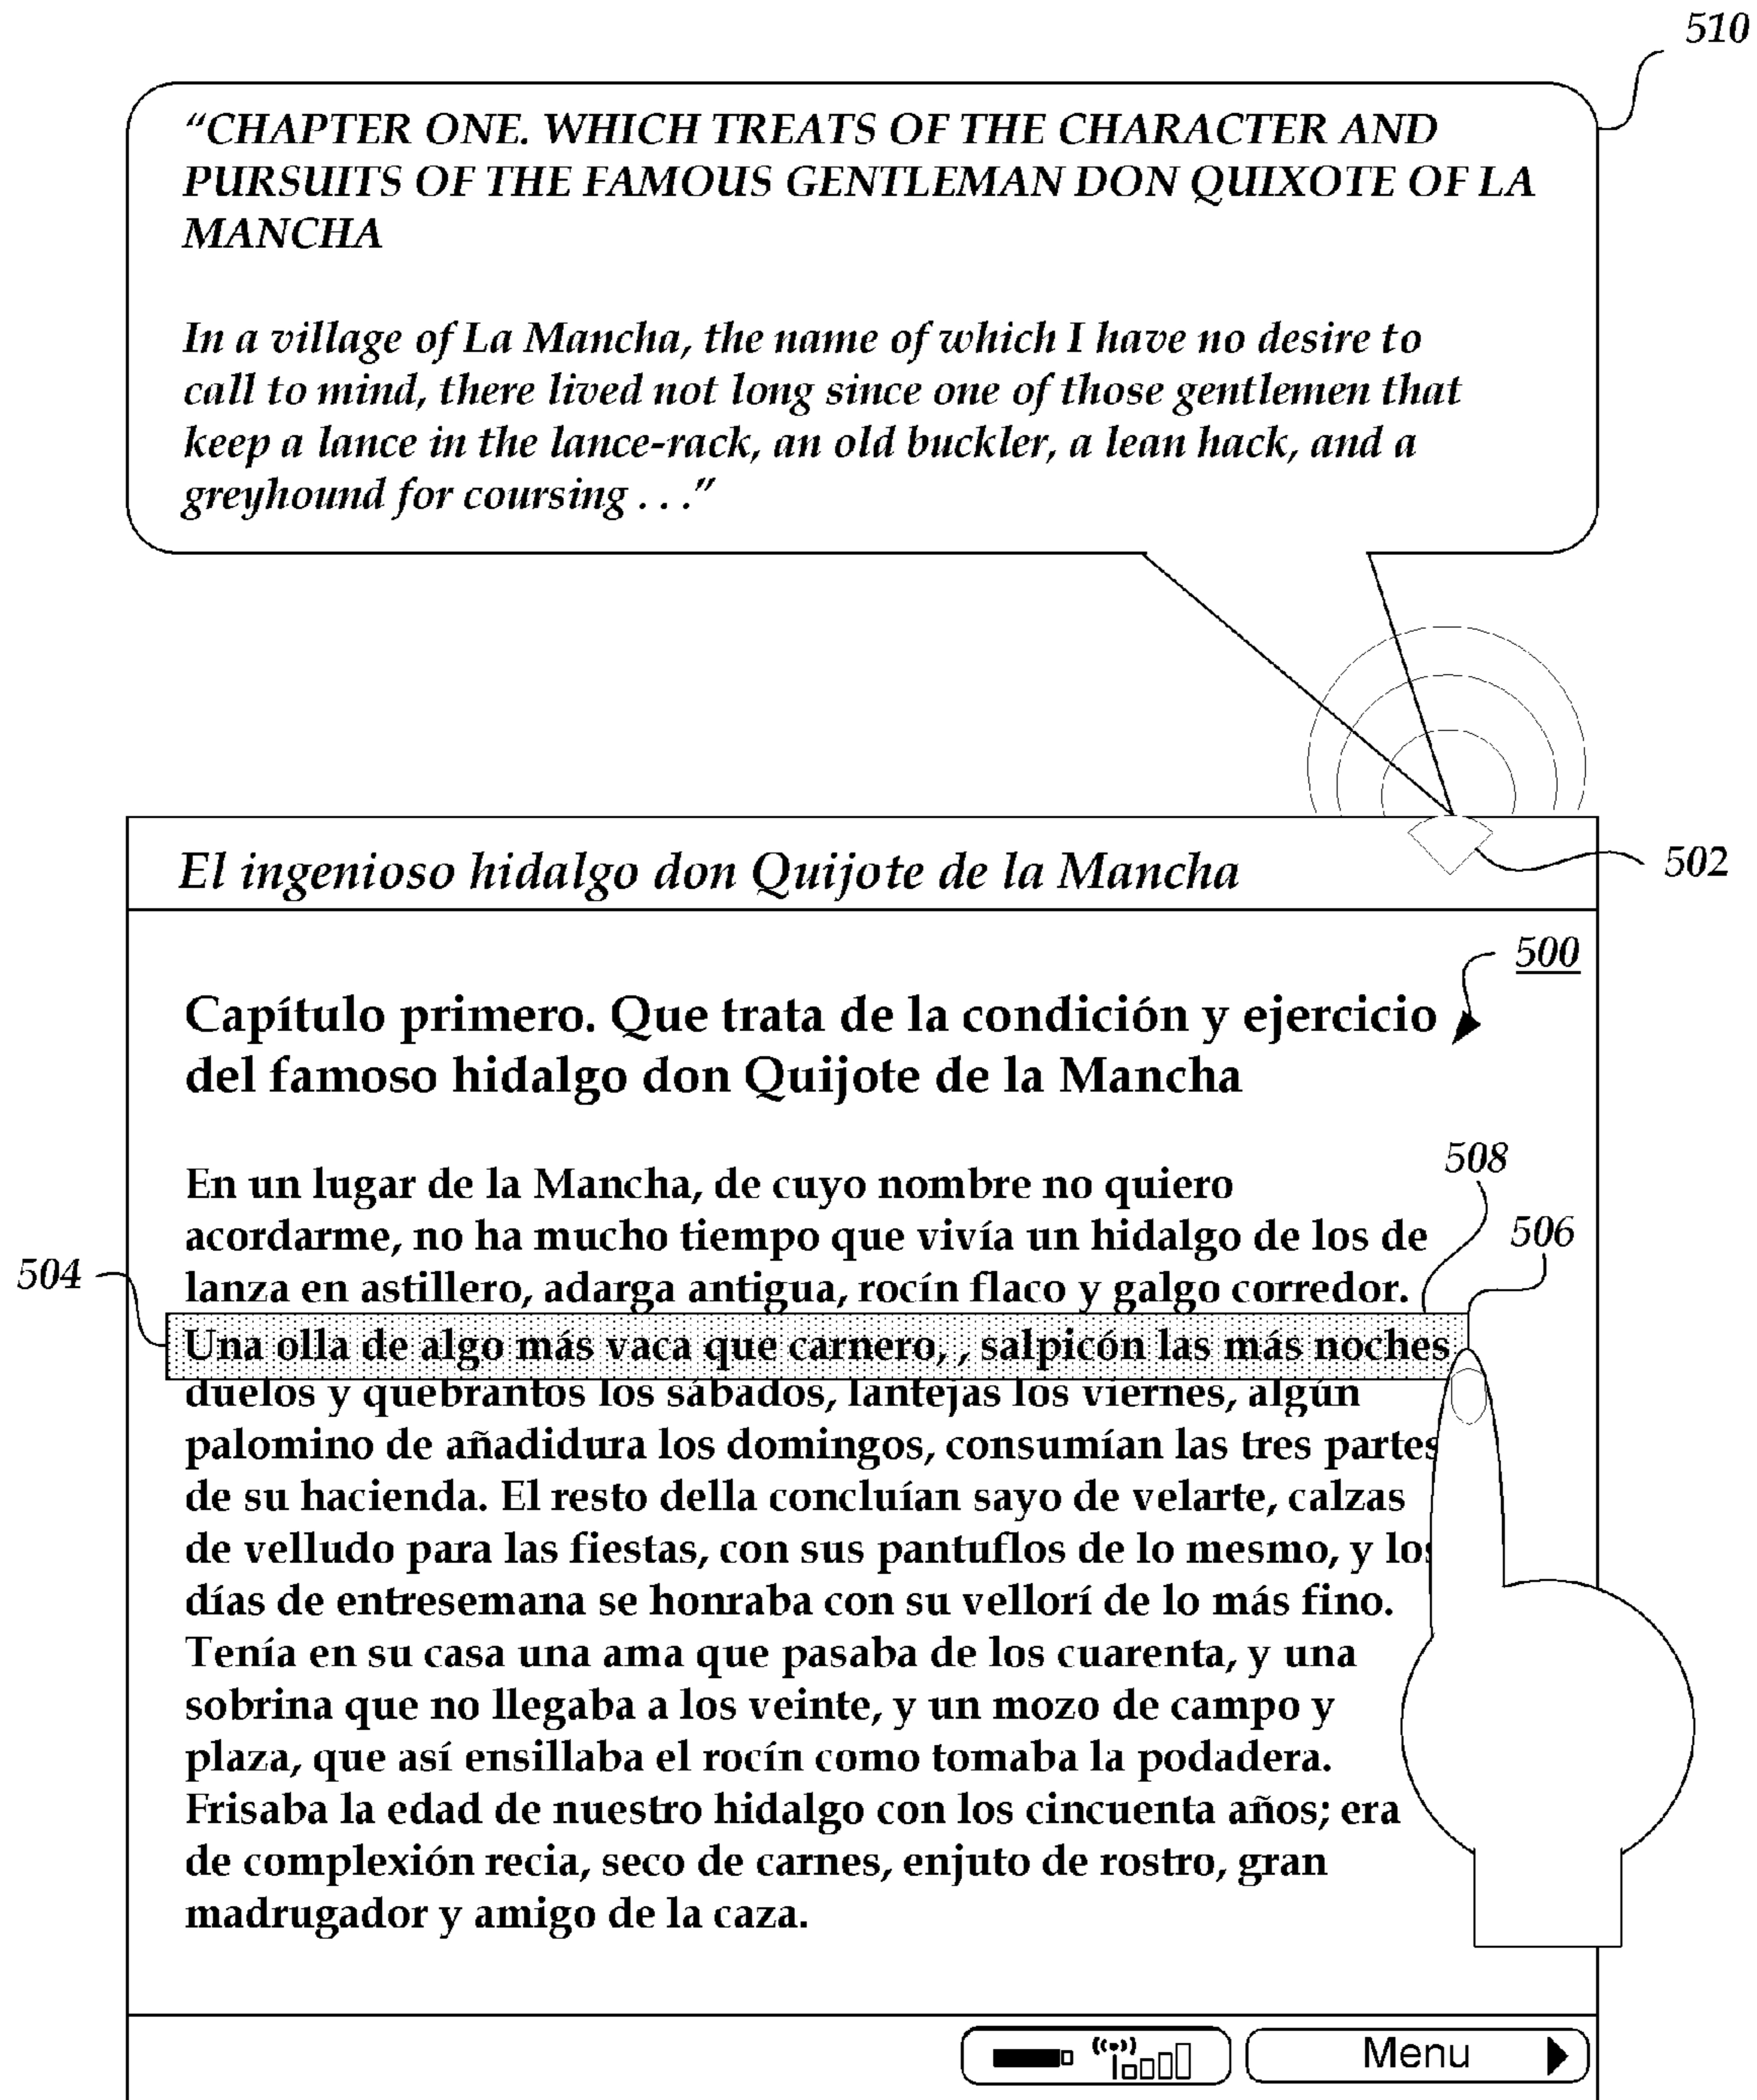 510
“CHAPTER ONE. WHICH TREATS OF THE CHARACTER AND
PURSUITS OF THE FAMOUS GENTLEMAN DON QUIXOTE OF LA
MANCHA
In a village of La Mancha, the name of which I have no desire to
call to mind, there lived not long since one of those gentlemen that
keep a lance in the lance-rack, an old buckler, a lean hack, and a
greyhound for coursing . . .”
El ingenioso hidalgo don Quijote de la Mancha
502
500
Capítulo primero. Que trata de la condición y ejercicio
del famoso hidalgo don Quijote de la Mancha
508
En un lugar de la Mancha, de cuyo nombre no quiero
506
acordarme, no ha mucho tiempo que vivía un hidalgo de los de
504
lanza en astillero, adarga antigua, rocín flaco y galgo corredor.
Una olla de algo más vaca que carnero, , salpicón las más noches
duelos y quebrantos los sábados, lantejas los viernes, algún
palomino de añadidura los domingos, consumían las tres partes
de su hacienda. El resto della concluían sayo de velarte, calzas
de velludo para las fiestas, con sus pantuflos de lo mesmo, y los
días de entresemana se honraba con su vellorí de lo más fino.
Tenía en su casa una ama que pasaba de los cuarenta, y una
sobrina que no llegaba a los veinte, y un mozo de campo y
plaza, que así ensillaba el rocín como tomaba la podadera.
Frisaba la edad de nuestro hidalgo con los cincuenta años; era
de complexión recia, seco de carnes, enjuto de rostro, gran
madrugador y amigo de la caza.
Menu